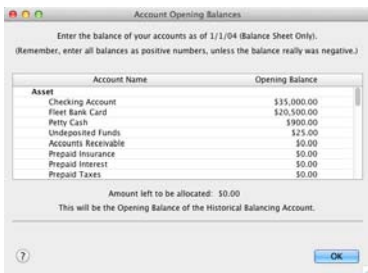 Account Opening Balances
Enter the balance of your accounts as of 1/1/04 (Balance Sheet Only).
(Remember, enter all balances as positive numbers, unless the balance really was negative.)
Account Name Opening Balance
Asset
Checking Account $35,000.00
Fleet Bank Card $20,500.00
Petty Cash $900.00
Undeposited Funds $25.00
Accounts Receivable $0.00
Prepaid Insurance $0.00
Prepaid Interest $0.00
Prepaid Taxes $0.00
Amount left to be allocated: $0.00
This will be the Opening Balance of the Historical Balancing Account.
? OK